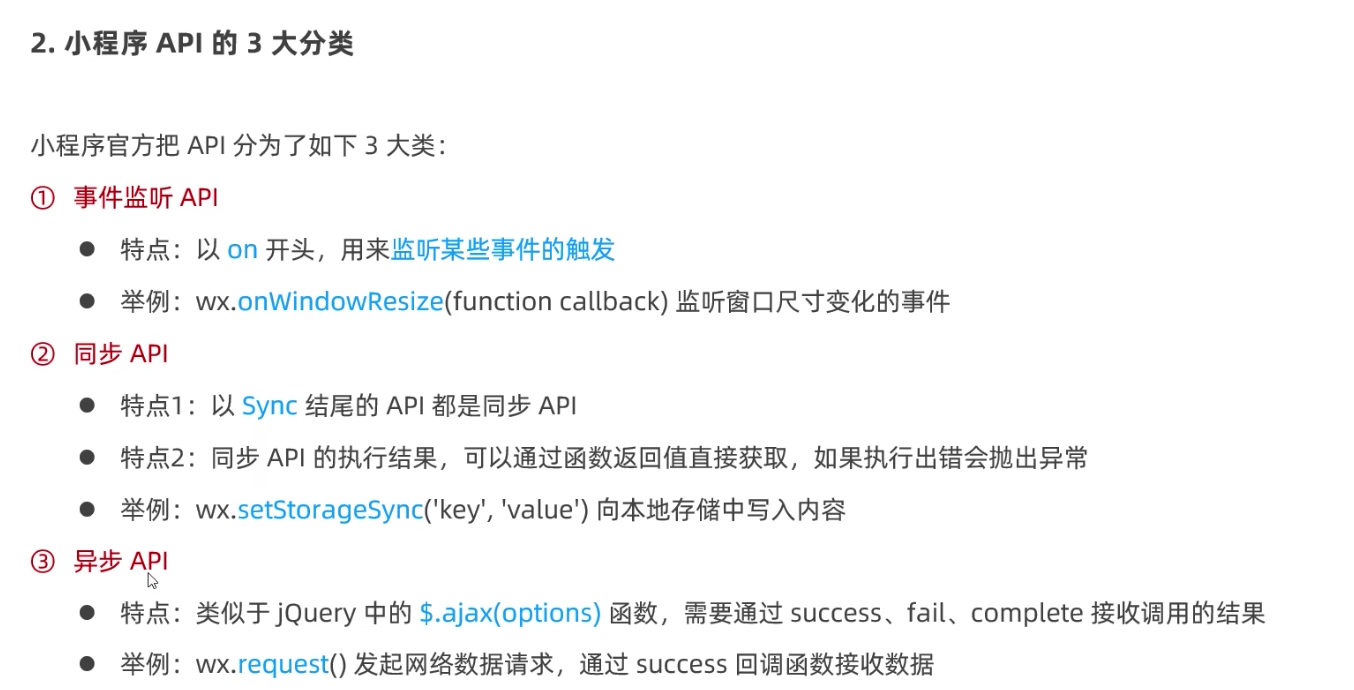 2. 小程序 API 的 3 大分类
小程序官方把 API 分为了如下 3 大类：
① 事件监听 API
● 特点：以 on 开头，用来监听某些事件的触发
● 举例：wx.onWindowResize(function callback) 监听窗口尺寸变化的事件
② 同步 API
● 特点1：以 Sync 结尾的 API 都是同步 API
● 特点2：同步 API 的执行结果，可以通过函数返回值直接获取，如果执行出错会抛出异常
● 举例：wx.setStorageSync('key', 'value') 向本地存储中写入内容
③ 异步 API
● 特点：类似于 jQuery 中的 $.ajax(options) 函数，需要通过 success、fail、complete 接收调用的结果
● 举例：wx.request() 发起网络数据请求，通过 success 回调函数接收数据